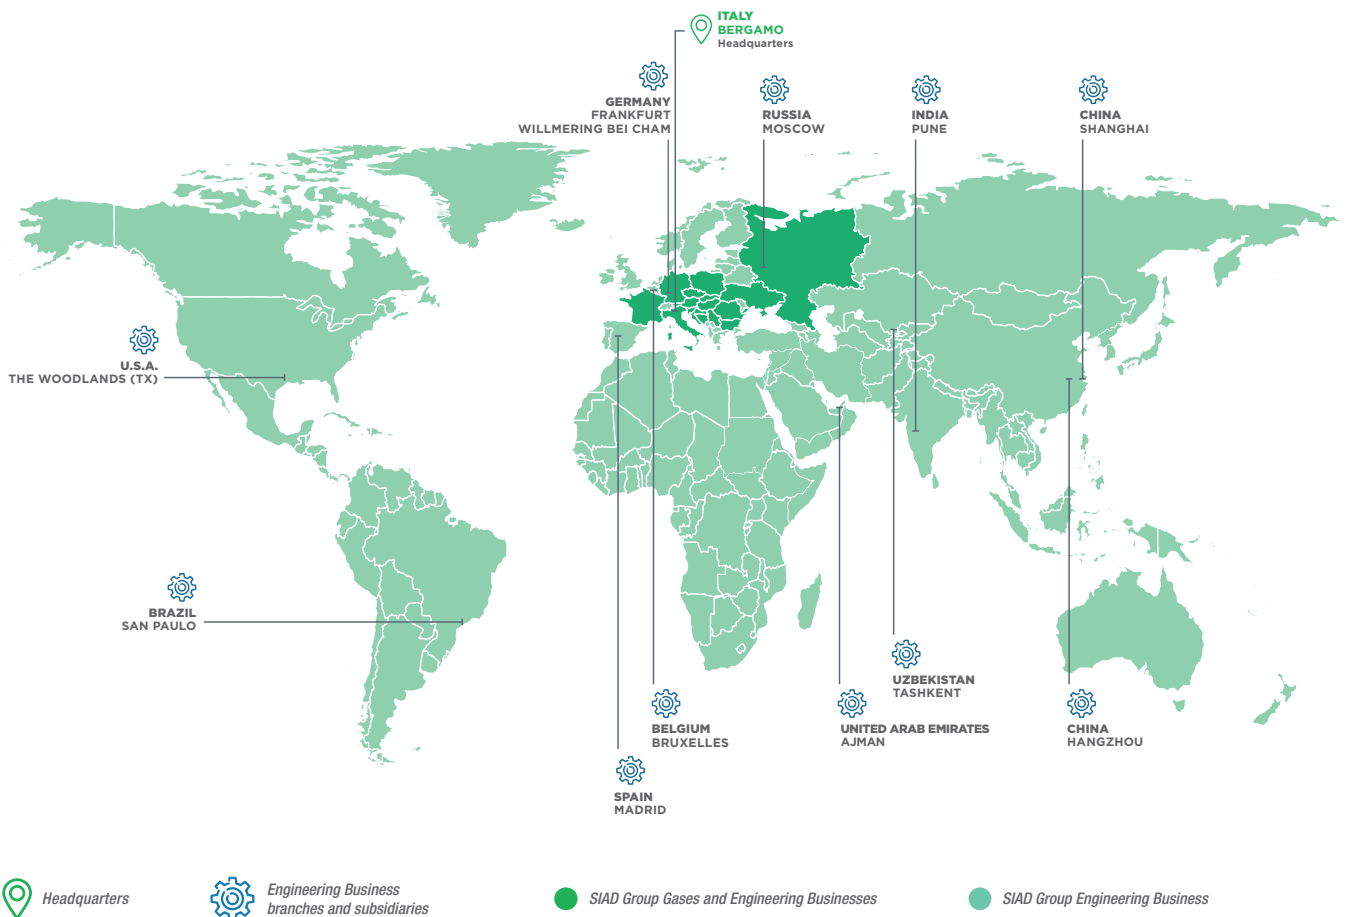 ITALY
BERGAMO
Headquarters
GERMANY
FRANKFURT
WILLMERING BEI CHAM
RUSSIA
MOSCOW
INDIA
PUNE
CHINA
SHANGHAI
U.S.A.
THE WOODLANDS (TX)
BRAZIL
SAN PAULO
UZBEKISTAN
TASHKENT
BELGIUM
BRUXELLES
UNITED ARAB EMIRATES
AJMAN
CHINA
HANGZHOU
SPAIN
MADRID
Headquarters
Engineering Business
branches and subsidiaries
SIAD Group Gases and Engineering Businesses
SIAD Group Engineering Business